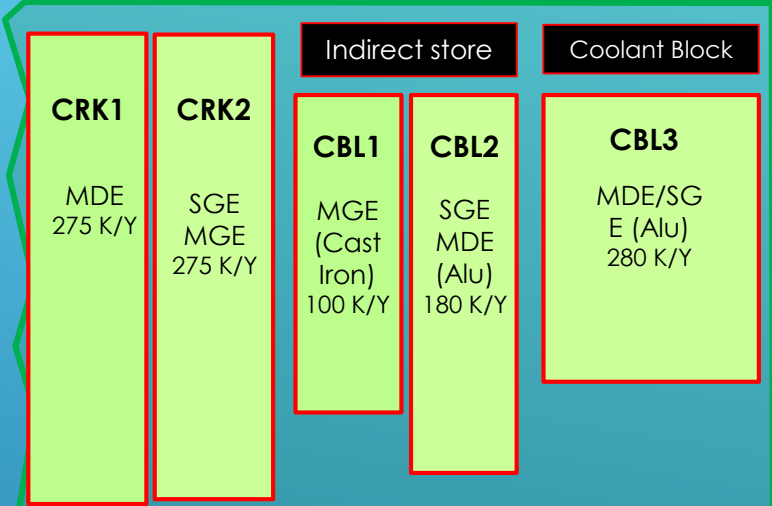 Indirect store
Coolant Block
CRK1
MDE
275 K/Y
CRK2
SGE
MGE
275 K/Y
CBL1
MGE
(Cast
Iron)
100 K/Y
CBL2
SGE
MDE
(Alu)
180 K/Y
CBL3
MDE/SG
E (Alu)
280 K/Y